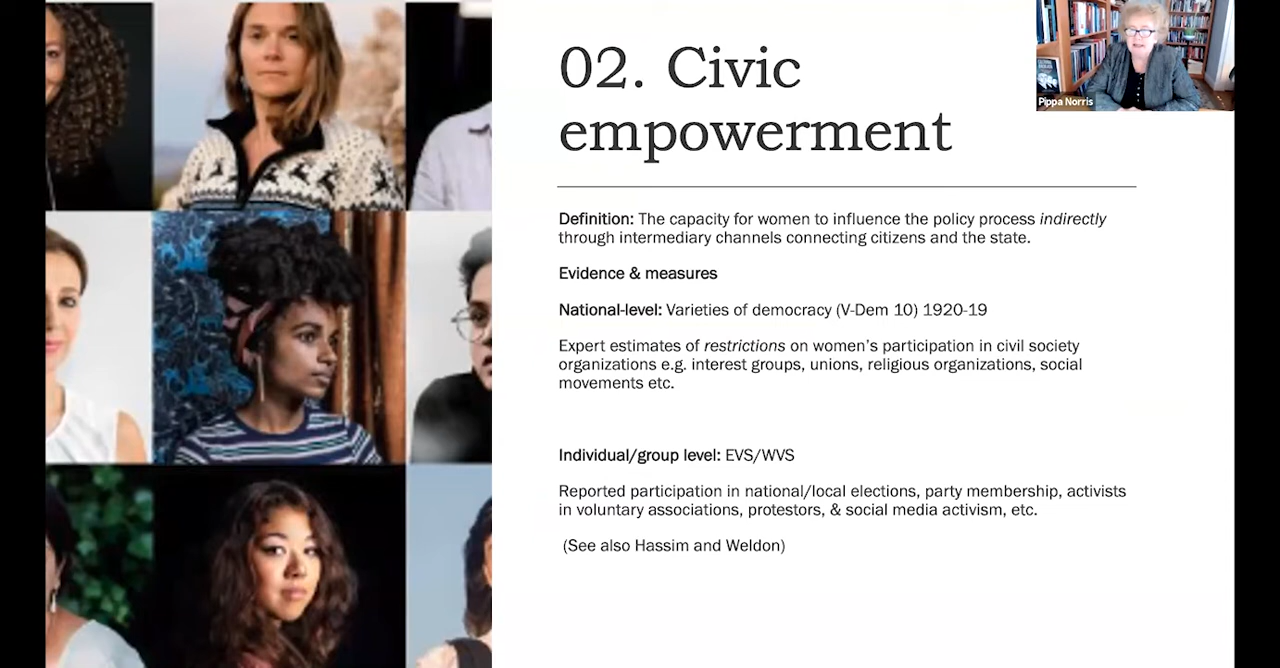 02. Civic
empowerment
Pippa Norris
Definition: The capacity for women to influence the policy process indirectly
through intermediary channels connecting citizens and the state.
Evidence & measures
National-level: Varieties of democracy (V-Dem 10) 1920-19
Expert estimates of restrictions on women’s participation in civil society
organizations e.g. interest groups, unions, religious organizations, social
movements etc.
Individual/group level: EVS/WVS
Reported participation in national/local elections, party membership, activists
in voluntary associations, protestors, & social media activism, etc.
(See also Hassim and Weldon)